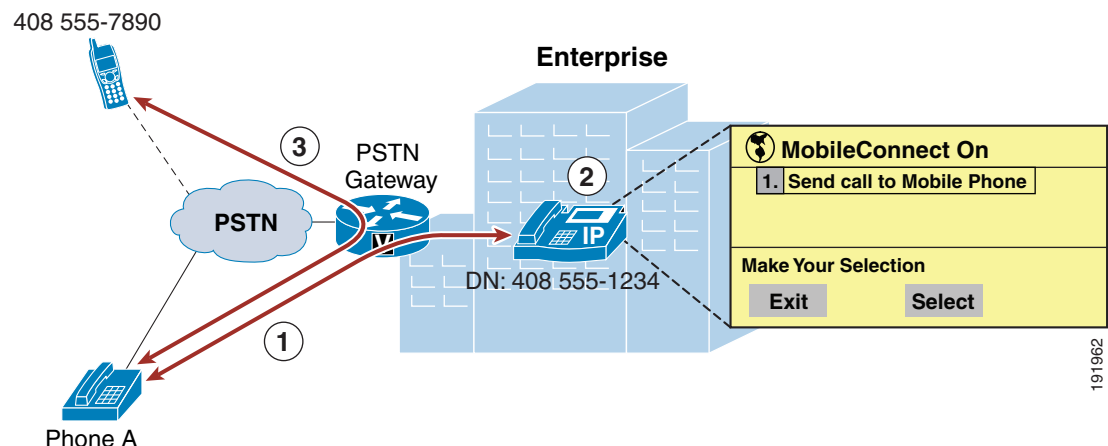 408 555-7890
Enterprise
3
PSTN
Gateway
2
MobileConnect On
1. Send call to Mobile Phone
PSTN
V
IP
DN: 408 555-1234
Make Your Selection
Exit Select
1
Phone A
191962